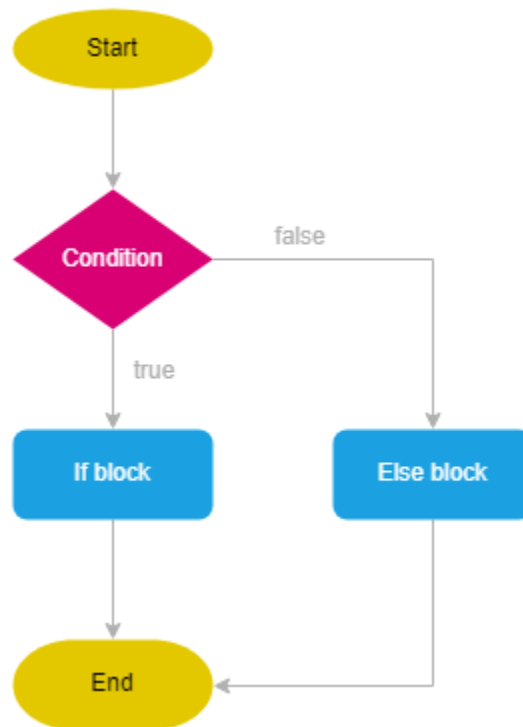 Start
Condition
false
true
If block
Else block
End